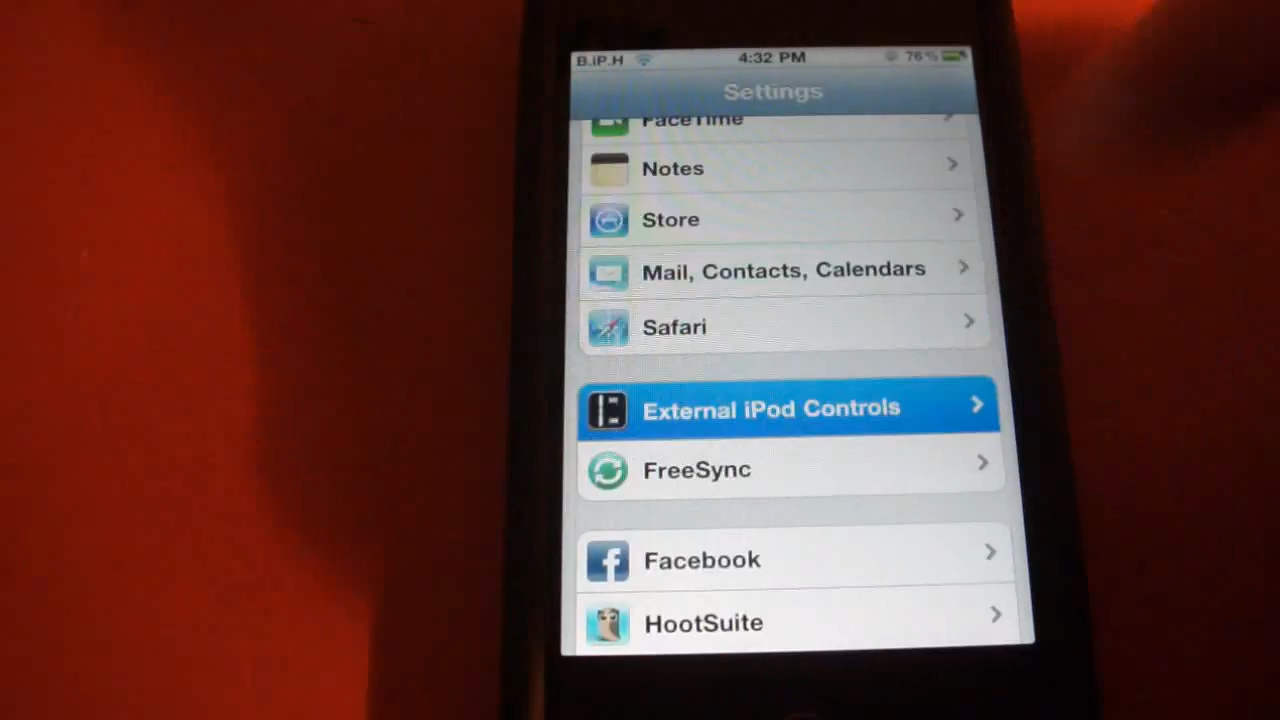 B.iP.H 4:32 PM 76%
Settings
FaceTime
Notes
Store
Mail, Contacts, Calendars
Safari
External iPod Controls
FreeSync
Facebook
HootSuite